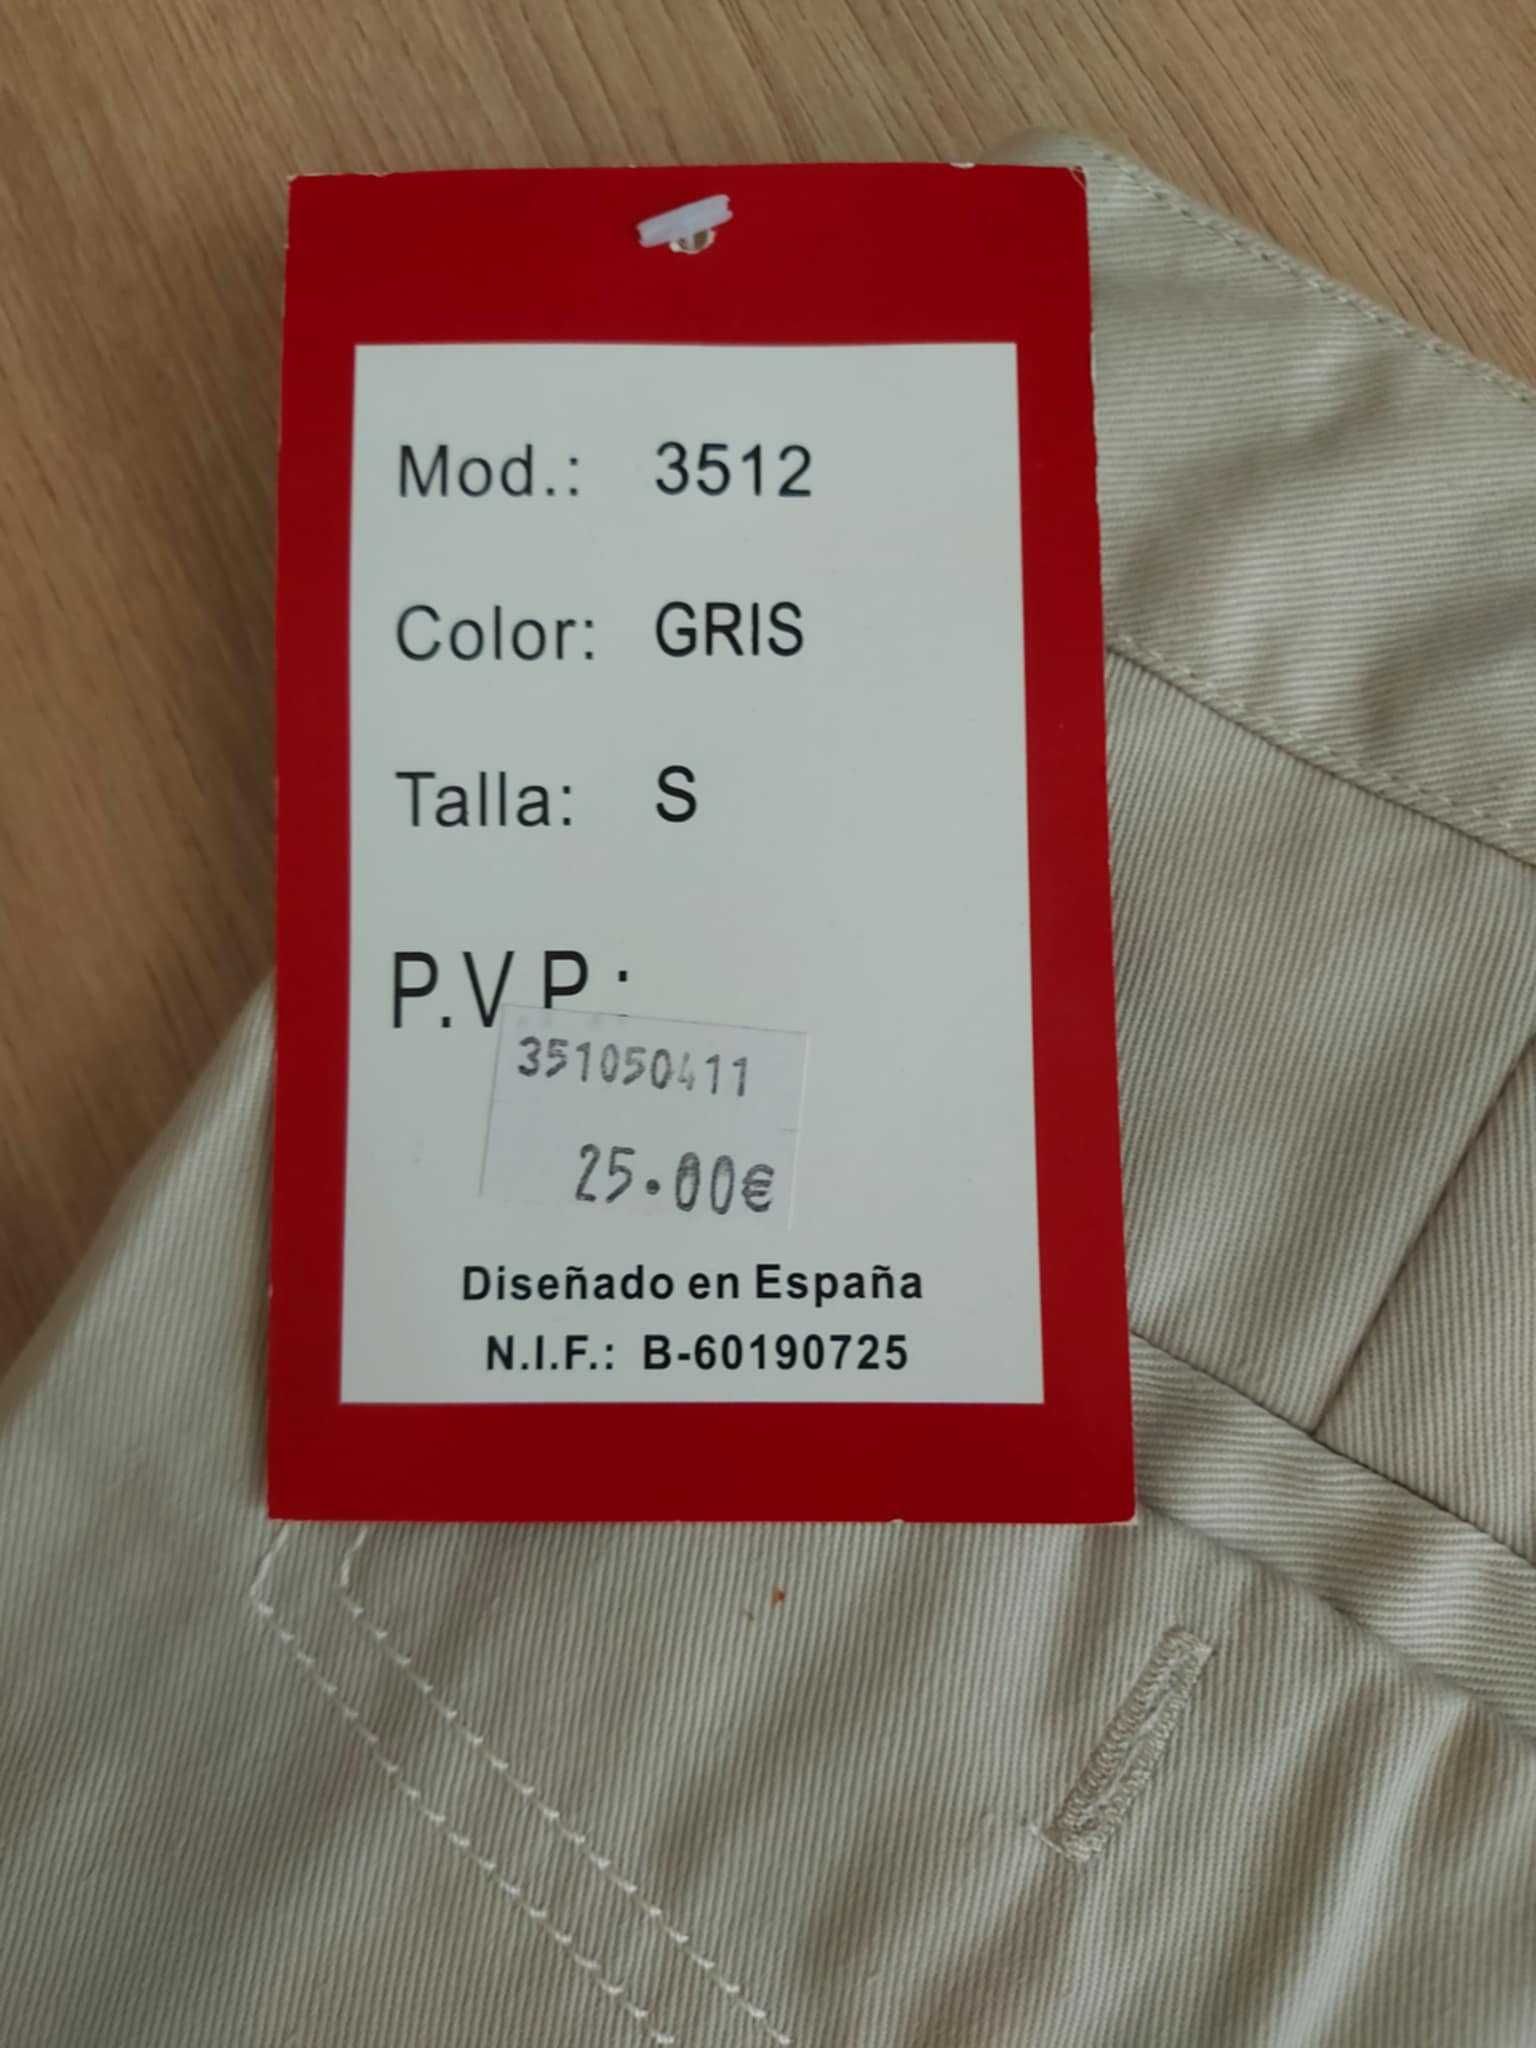 Mod.: 3512
Color: GRIS
Talla: S
P.V.P.:
351050411
25.00€
Diseñado en España
N.I.F.: B-60190725